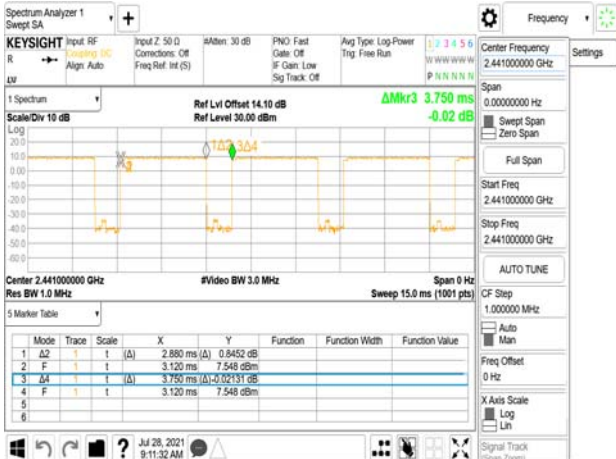 Spectrum Analyzer 1
Swept SA
+
Frequency
KEYSIGHT
R
Input: RF
Coupling: DC
Align: Auto
Input Z: 50 Ω
Corrections: Off
Freq Ref: Int (S)
#Atten: 30 dB
PNO: Fast
Gate: Off
IF Gain: Low
Sig Track: Off
Avg Type: Log-Power
Trig: Free Run
1 2 3 4 5 6
W W W W W W
P N N N N N
1 Spectrum
Scale/Div 10 dB
Ref Lvl Offset 14.10 dB
Ref Level 30.00 dBm
ΔMkr3 3.750 ms
-0.02 dB
Log
20.0
10.0
0.00
-10.0
-20.0
-30.0
-40.0
-50.0
-60.0
1Δ2
3Δ4
Center 2.441000000 GHz
Res BW 1.0 MHz
#Video BW 3.0 MHz
Span 0 Hz
Sweep 15.0 ms (1001 pts)
5 Marker Table
Mode Trace Scale X Y Function Function Width Function Value
1 Δ2 1 t (Δ) 2.880 ms (Δ) 0.8452 dB
2 F 1 t 3.120 ms 7.548 dBm
3 Δ4 1 t (Δ) 3.750 ms (Δ) -0.02131 dB
4 F 1 t 3.120 ms 7.548 dBm
5
6
?
Jul 28, 2021
9:11:32 AM
Center Frequency
2.441000000 GHz
Settings
Span
0.00000000 Hz
Swept Span
Zero Span
Full Span
Start Freq
2.441000000 GHz
Stop Freq
2.441000000 GHz
AUTO TUNE
CF Step
1.000000 MHz
Auto
Man
Freq Offset
0 Hz
X Axis Scale
Log
Lin
Signal Track
(Span Zoom)